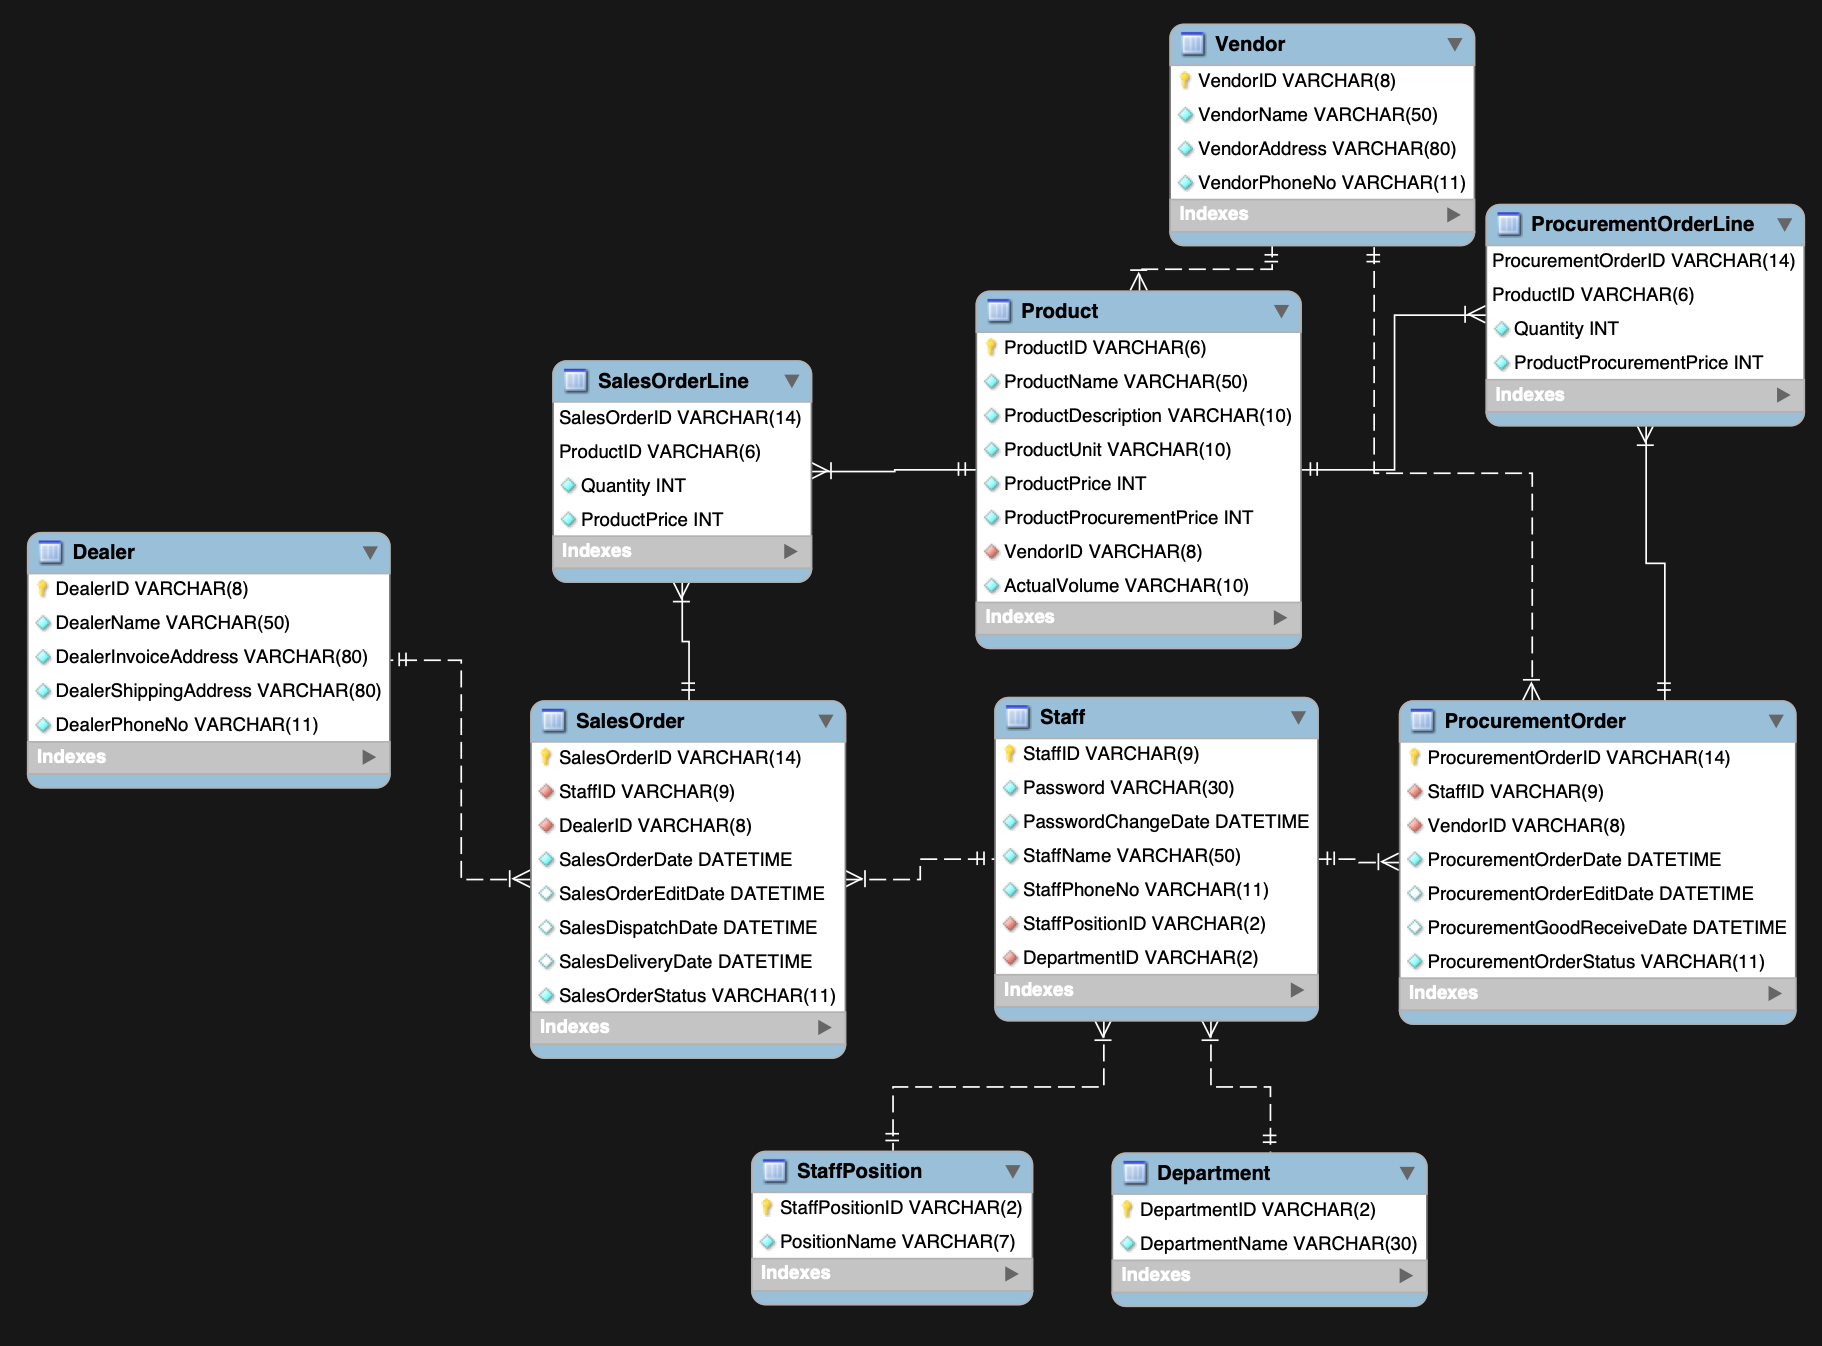 Vendor
VendorID VARCHAR(8)
VendorName VARCHAR(50)
VendorAddress VARCHAR(80)
VendorPhoneNo VARCHAR(11)
Indexes
ProcurementOrderLine
ProcurementOrderID VARCHAR(14)
ProductID VARCHAR(6)
Quantity INT
ProductProcurementPrice INT
Indexes
Product
ProductID VARCHAR(6)
ProductName VARCHAR(50)
ProductDescription VARCHAR(10)
ProductUnit VARCHAR(10)
ProductPrice INT
ProductProcurementPrice INT
VendorID VARCHAR(8)
ActualVolume VARCHAR(10)
Indexes
SalesOrderLine
SalesOrderID VARCHAR(14)
ProductID VARCHAR(6)
Quantity INT
ProductPrice INT
Indexes
Dealer
DealerID VARCHAR(8)
DealerName VARCHAR(50)
DealerInvoiceAddress VARCHAR(80)
DealerShippingAddress VARCHAR(80)
DealerPhoneNo VARCHAR(11)
Indexes
SalesOrder
SalesOrderID VARCHAR(14)
StaffID VARCHAR(9)
DealerID VARCHAR(8)
SalesOrderDate DATETIME
SalesOrderEditDate DATETIME
SalesDispatchDate DATETIME
SalesDeliveryDate DATETIME
SalesOrderStatus VARCHAR(11)
Indexes
Staff
StaffID VARCHAR(9)
Password VARCHAR(30)
PasswordChangeDate DATETIME
StaffName VARCHAR(50)
StaffPhoneNo VARCHAR(11)
StaffPositionID VARCHAR(2)
DepartmentID VARCHAR(2)
Indexes
ProcurementOrder
ProcurementOrderID VARCHAR(14)
StaffID VARCHAR(9)
VendorID VARCHAR(8)
ProcurementOrderDate DATETIME
ProcurementOrderEditDate DATETIME
ProcurementGoodReceiveDate DATETIME
ProcurementOrderStatus VARCHAR(11)
Indexes
StaffPosition
StaffPositionID VARCHAR(2)
PositionName VARCHAR(7)
Indexes
Department
DepartmentID VARCHAR(2)
DepartmentName VARCHAR(30)
Indexes